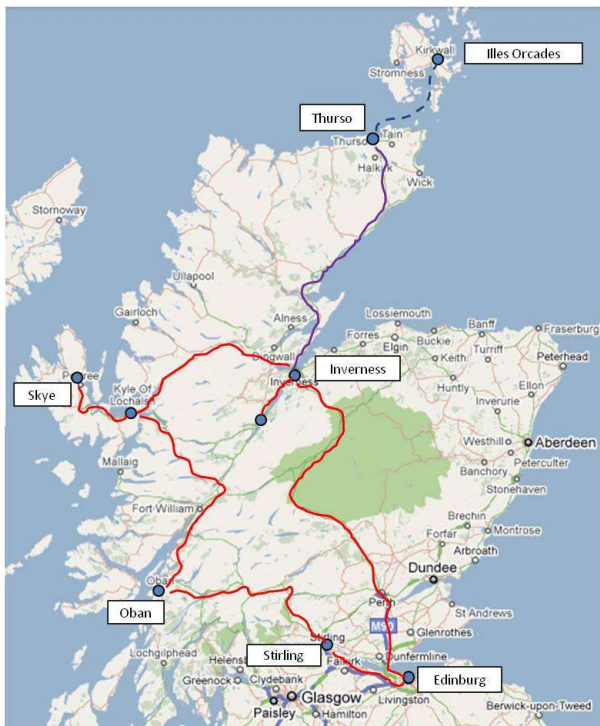 Kirkwall
Illes Orcades
Stromness
Thurso
Thurso
Tain
Halkirk
Wick
Stornoway
Ullapool
Gairloch
Alness
Lossiemouth
Banff
Fraserburg
Forres
Elgin
Buckie
Dingwall
Keith
Turriff
Peterhead
Inverness
Inverness
Portree
Skye
Kyle Of
Lochalsh
Huntly
Ellon
Inverurie
Westhill
Aberdeen
Peterculter
Banchory
Mallaig
Stonehaven
Fort William
Brechin
Montrose
Forfar
Arbroath
Oban
Oban
Dundee
Perth
St Andrews
M90
Glenrothes
Stirling
Stirling
Lochgilphead
Dunfermline
Helensb
Falkirk
Edinburg
Greenock
Clydebank
Livingston
Glasgow
Paisley
Hamilton
Berwick-upon-Tweed